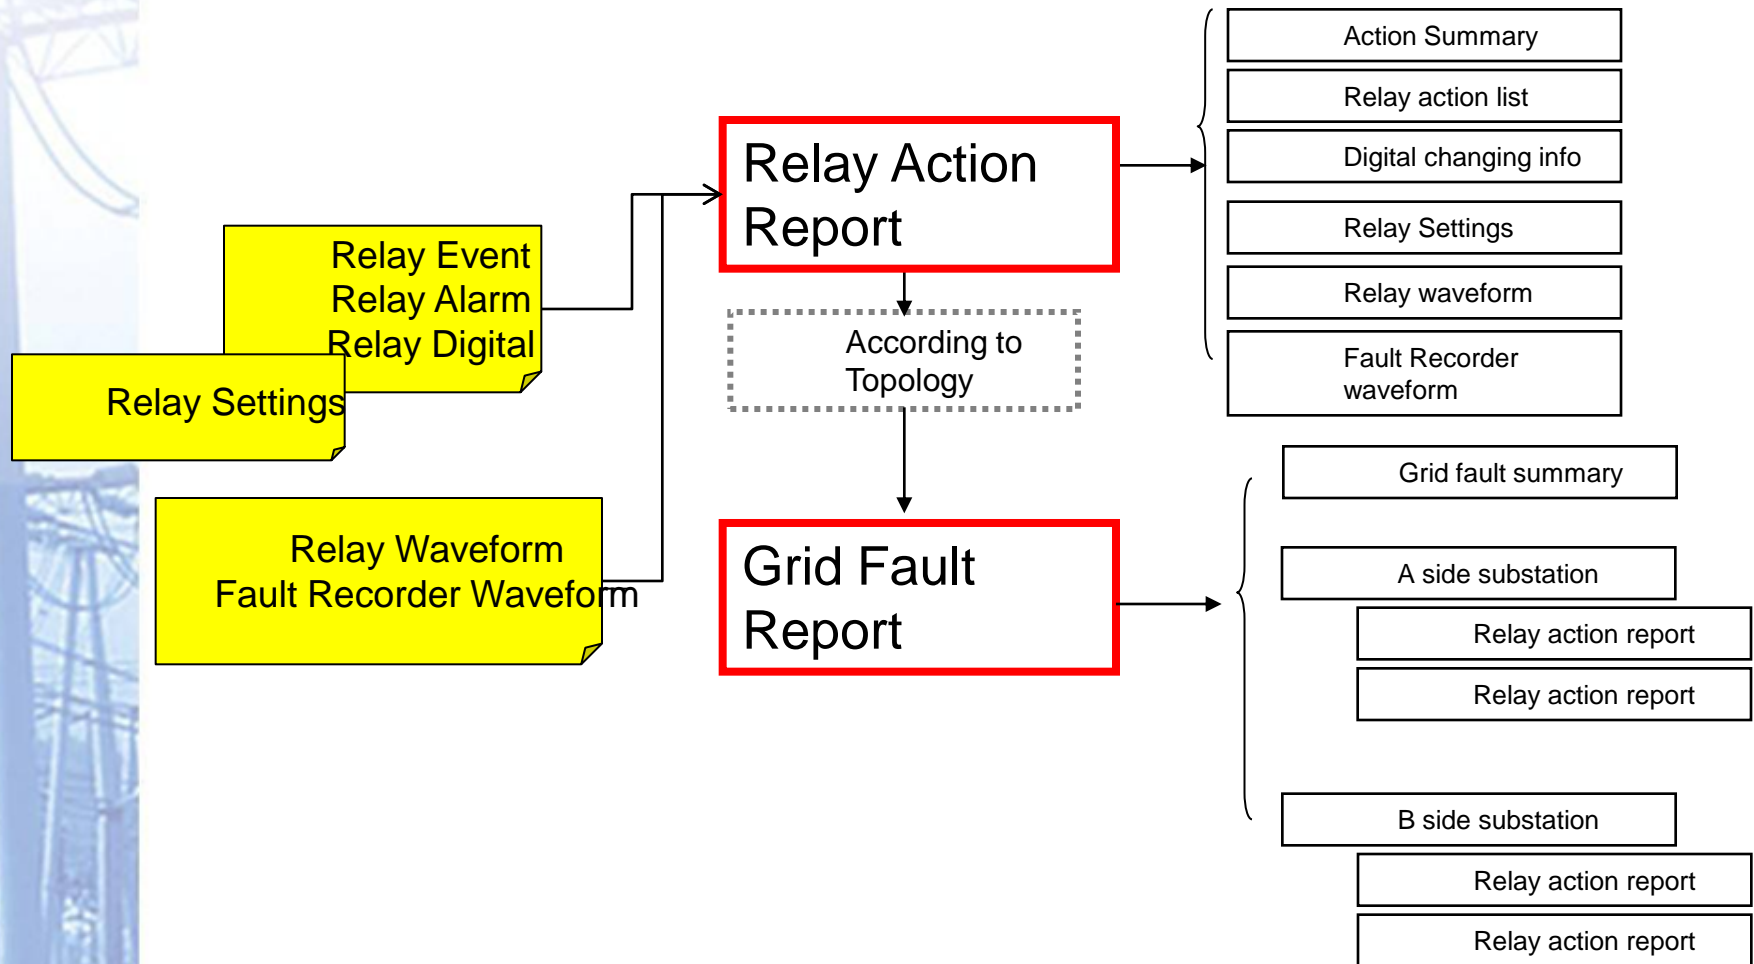 Relay Event
Relay Alarm
Relay Digital
Relay Settings
Relay Waveform
Fault Recorder Waveform
Relay Action
Report
According to
Topology
Grid Fault
Report
Action Summary
Relay action list
Digital changing info
Relay Settings
Relay waveform
Fault Recorder
waveform
Grid fault summary
A side substation
Relay action report
Relay action report
B side substation
Relay action report
Relay action report